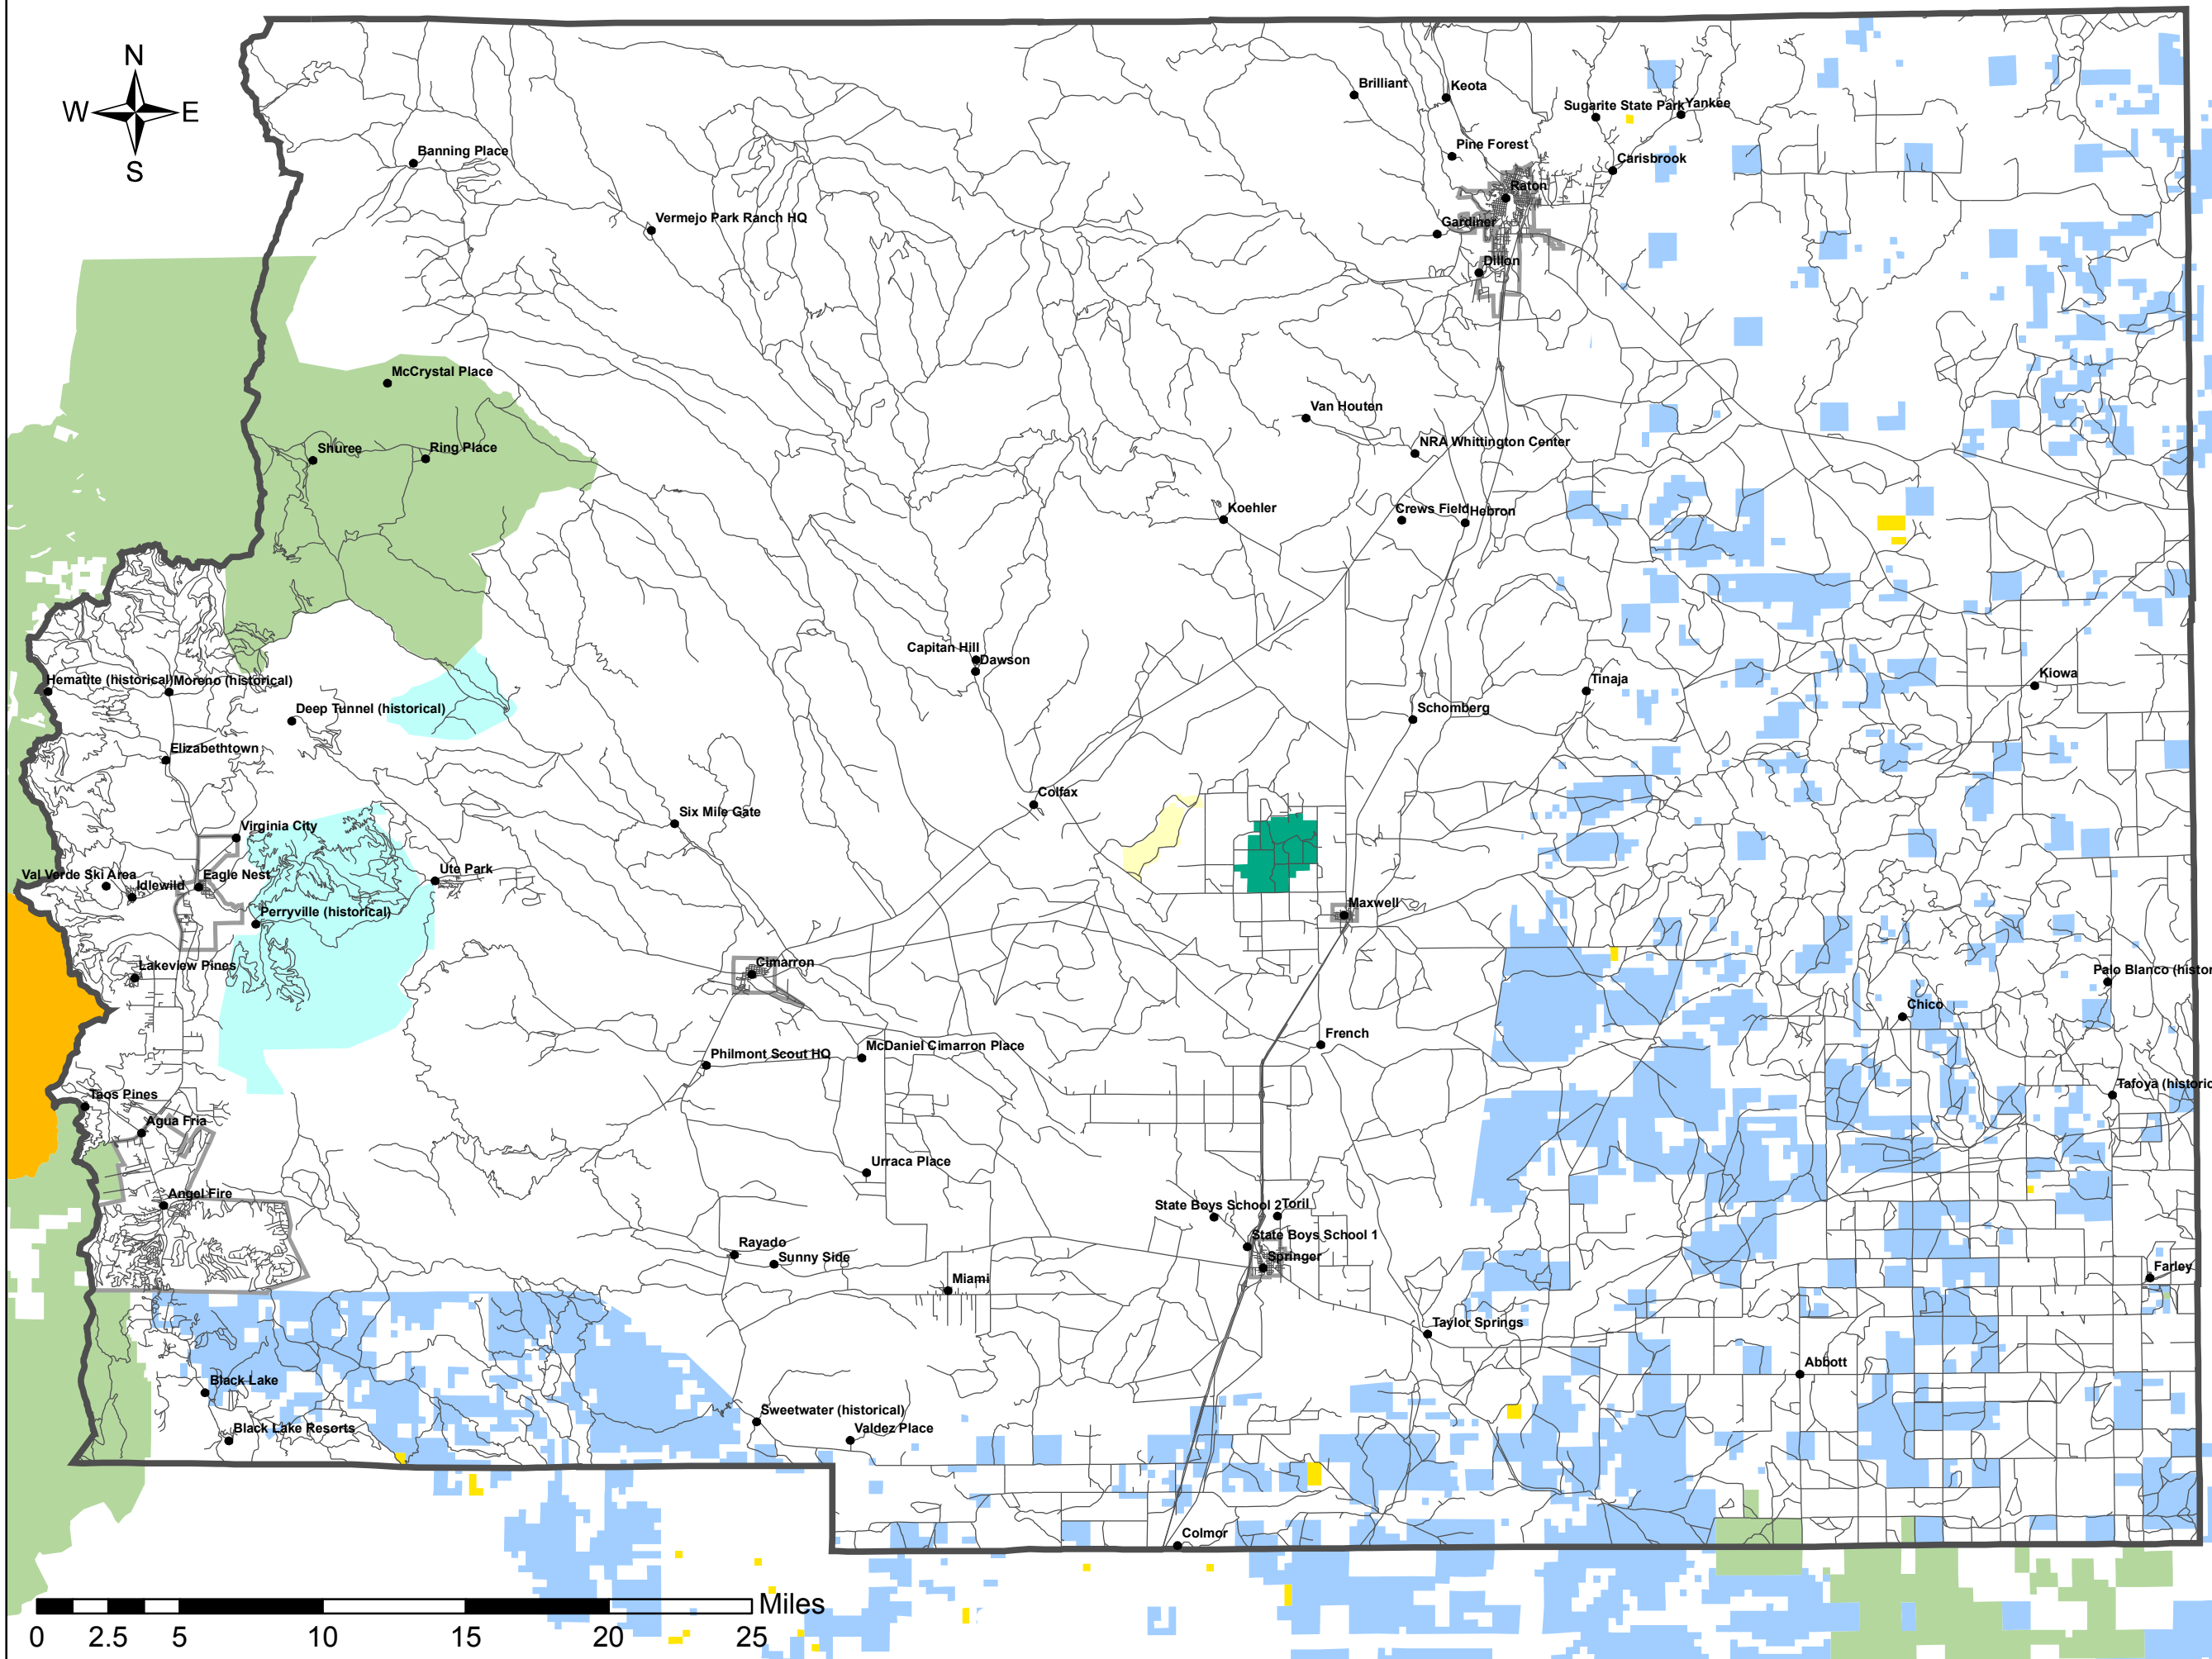 N
W E
S
Brilliant
Keota
Sugarite State Park
Yankee
Banning Place
Pine Forest
Carisbrook
Raton
Vermejo Park Ranch HQ
Gardiner
Dillon
McCrystal Place
Van Houten
Shuree
Ring Place
NRA Whittington Center
Koehler
Crews Field
Hebron
Capitan Hill
Dawson
Hematite (historical)
Moreno (historical)
Tinaja
Kiowa
Deep Tunnel (historical)
Schomberg
Elizabethtown
Colfax
Six Mile Gate
Virginia City
Val Verde Ski Area
Idlewild
Eagle Nest
Ute Park
Perryville (historical)
Maxwell
Lakeview Pines
Cimarron
Palo Blanco (histor
Chico
French
Philmont Scout HQ
McDaniel Cimarron Place
Taos Pines
Tafoya (historic
Agua Fria
Urraca Place
Angel Fire
State Boys School 2
Toril
State Boys School 1
Rayado
Sunny Side
Springer
Miami
Farley
Taylor Springs
Abbott
Black Lake
Sweetwater (historical)
Black Lake Resorts
Valdez Place
Colmor
Miles
0 2.5 5 10 15 20 25